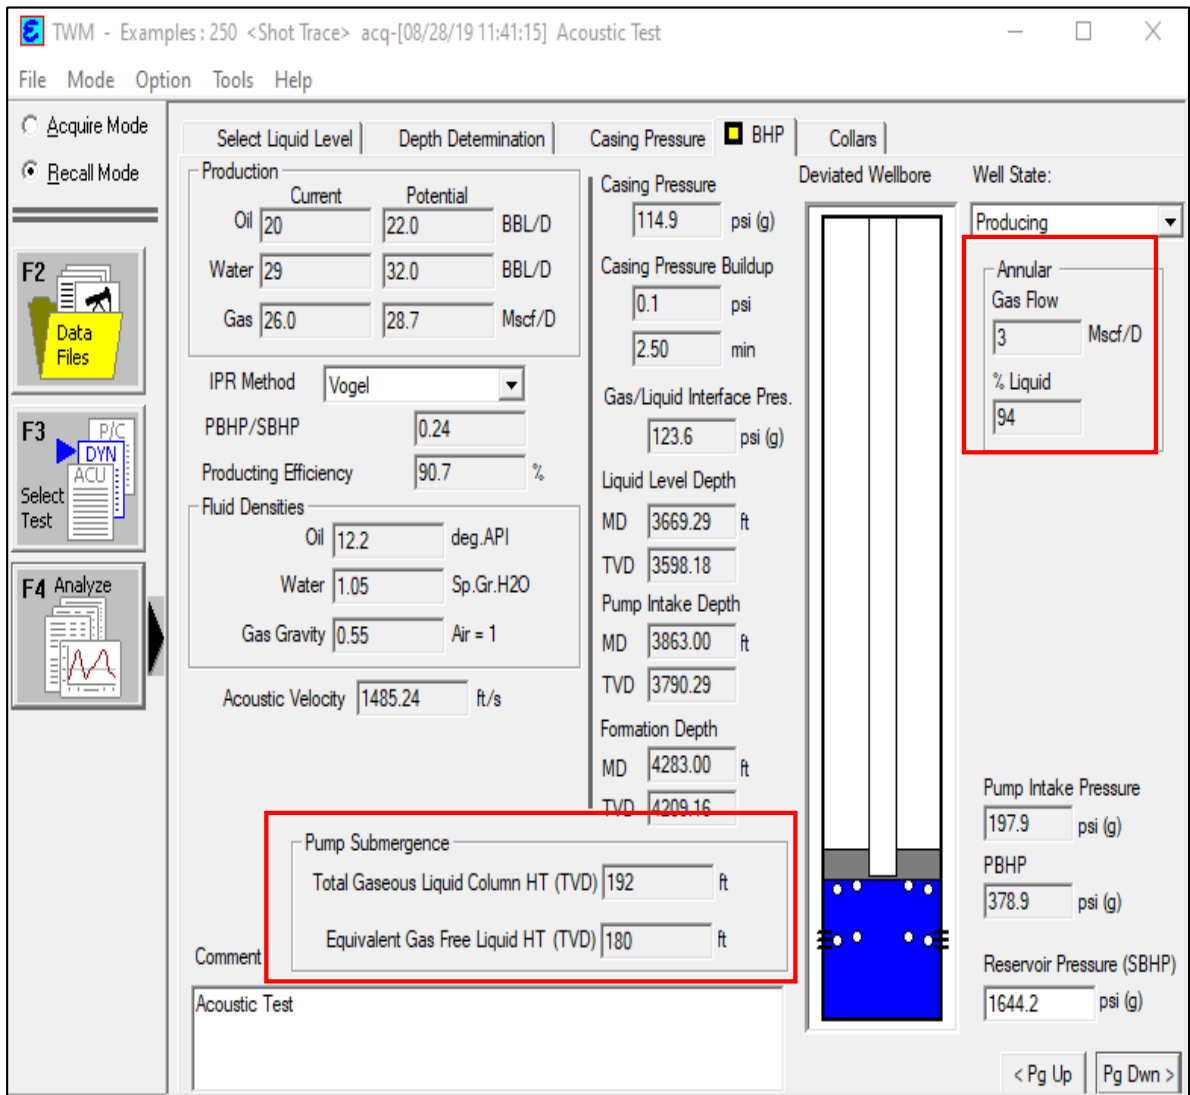 TWM - Examples : 250 <Shot Trace> acq-[08/28/19 11:41:15] Acoustic Test
File Mode Option Tools Help
Acquire Mode
Recall Mode
F2
Data
Files
F3
P/C
DYN
ACU
Select
Test
F4 Analyze
Select Liquid Level Depth Determination Casing Pressure BHP Collars
Production
Current Potential
Oil 20 22.0 BBL/D
Water 29 32.0 BBL/D
Gas 26.0 28.7 Mscf/D
IPR Method Vogel
PBHP/SBHP 0.24
Producting Efficiency 90.7 %
Fluid Densities
Oil 12.2 deg.API
Water 1.05 Sp.Gr.H2O
Gas Gravity 0.55 Air = 1
Acoustic Velocity 1485.24 ft/s
Casing Pressure
114.9 psi (g)
Casing Pressure Buildup
0.1 psi
2.50 min
Gas/Liquid Interface Pres.
123.6 psi (g)
Liquid Level Depth
MD 3669.29 ft
TVD 3598.18
Pump Intake Depth
MD 3863.00 ft
TVD 3790.29
Formation Depth
MD 4283.00 ft
TVD 4209.16
Pump Submergence
Total Gaseous Liquid Column HT (TVD) 192 ft
Equivalent Gas Free Liquid HT (TVD) 180 ft
Comment
Acoustic Test
Deviated Wellbore
Well State:
Producing
Annular
Gas Flow
3 Mscf/D
% Liquid
94
Pump Intake Pressure
197.9 psi (g)
PBHP
378.9 psi (g)
Reservoir Pressure (SBHP)
1644.2 psi (g)
< Pg Up Pg Dwn >